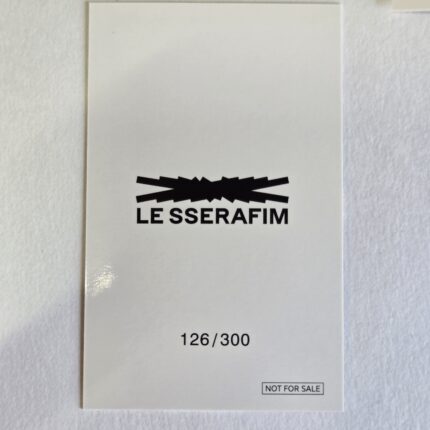 LE SSERAFIM
126/300
NOT FOR SALE